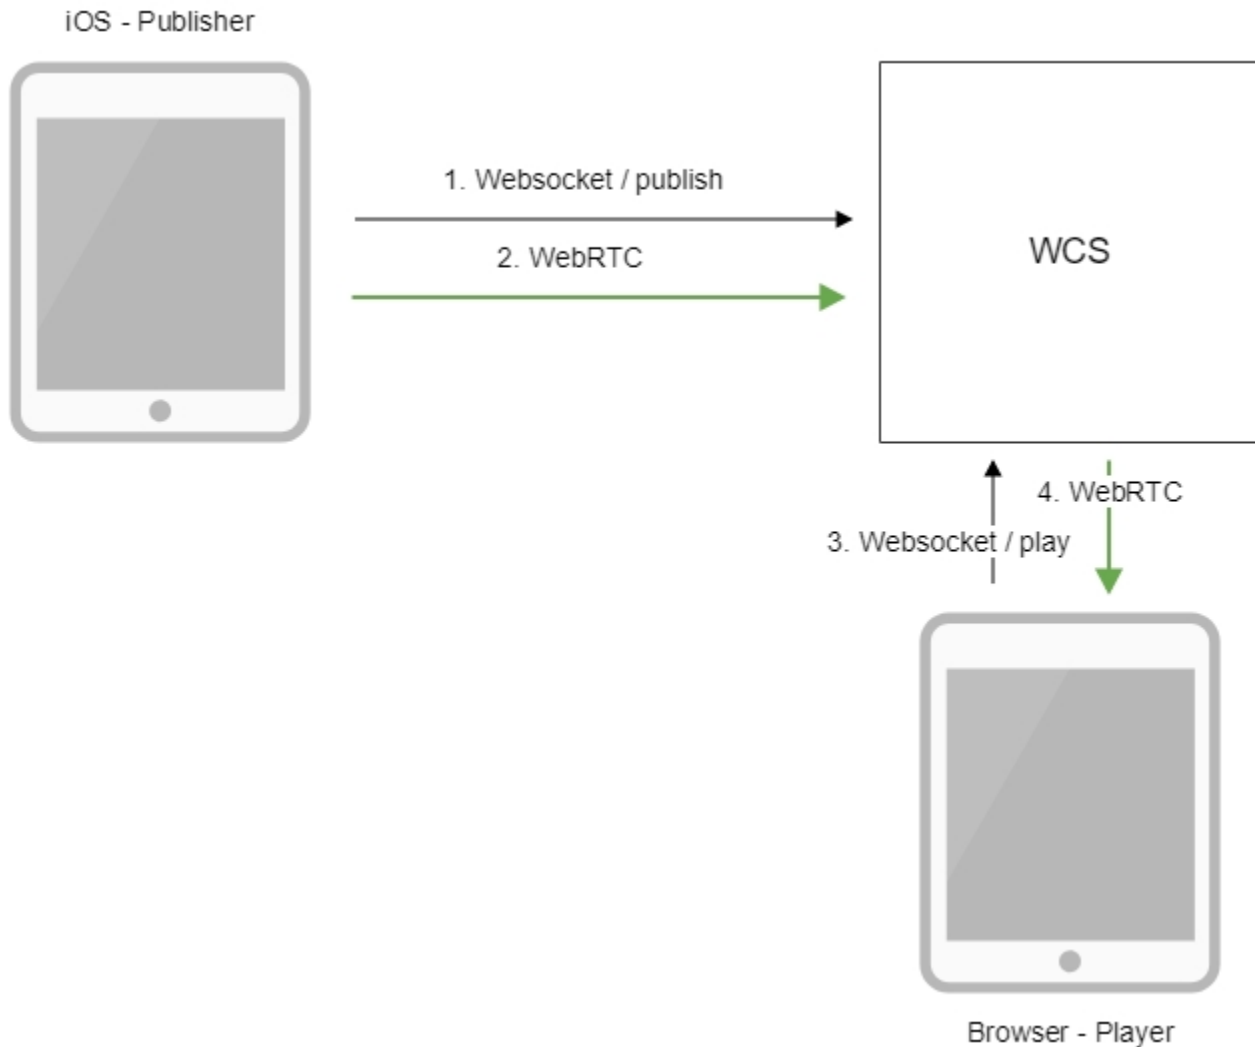 iOS - Publisher
1. Websocket / publish
2. WebRTC
WCS
4. WebRTC
3. Websocket / play
Browser - Player